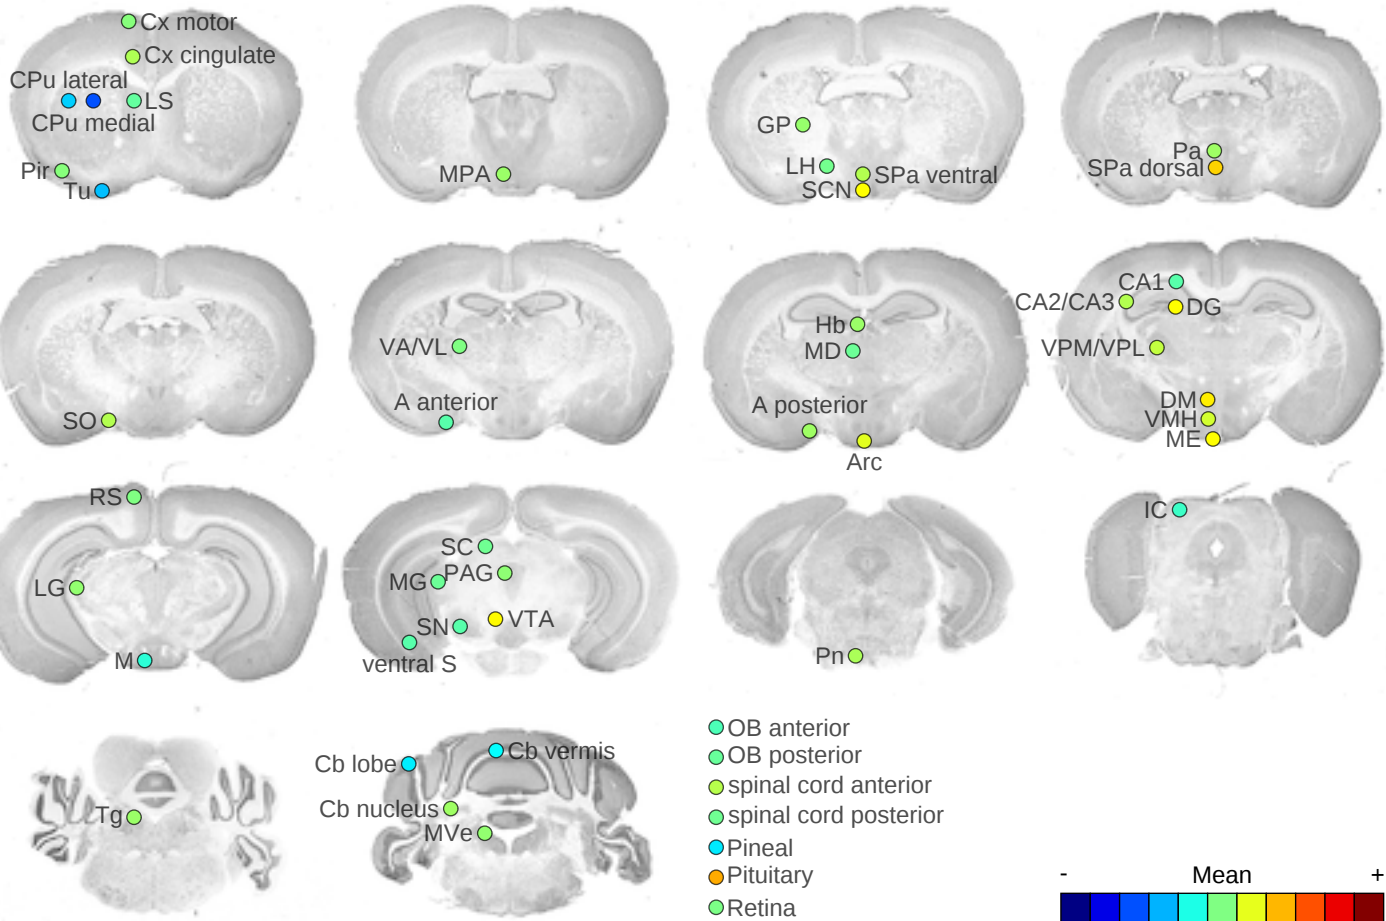 Cx motor
Cx cingulate
CPu lateral
LS
CPu medial
Pir
Tu
MPA
GP
LH
SPa ventral
SCN
Pa
SPa dorsal
SO
VA/VL
A anterior
Hb
MD
A posterior
Arc
CA1
CA2/CA3
DG
VPM/VPL
DM
VMH
ME
RS
LG
M
SC
MG
PAG
SN
VTA
ventral S
Pn
IC
Tg
Cb lobe
Cb vermis
Cb nucleus
MVe
OB anterior
OB posterior
spinal cord anterior
spinal cord posterior
Pineal
Pituitary
Retina
- Mean +